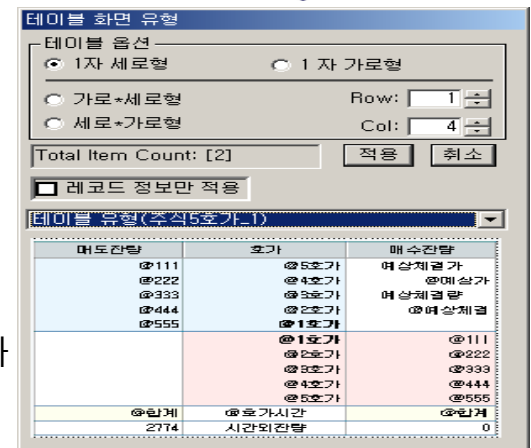 테이블 화면 유형
테이블 옵션
1자 세로형 1 자 가로형
가로*세로형 Row: 1
세로*가로형 Col: 4
Total Item Count: [2] 적용 취소
레코드 정보만 적용
테이블 유형(주식5호가_1)
매도잔량 호가 매수잔량
@111 @5호가 예상체결가
@222 @4호가 @예상가
@333 @3호가 예상체결량
@444 @2호가 @예상체결
@555 @1호가
@1호가 @111
@2호가 @222
@3호가 @333
@4호가 @444
@5호가 @555
@합계 @호가시간 @합계
2774 시간외잔량 0